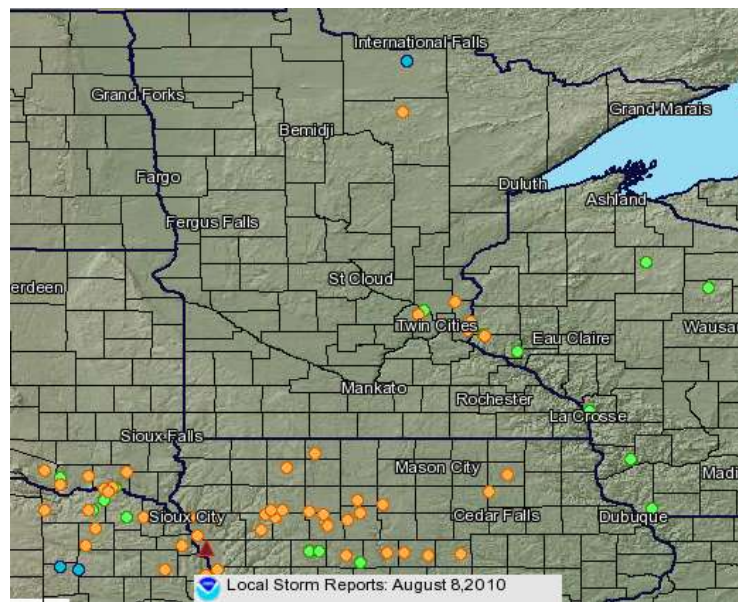 International Falls
Grand Forks
Grand Marais
Bemidji
Fargo
Duluth
Ashland
Fergus Falls
St Cloud
erdeen
Twin Cities
Wausa
Eau Claire
Mankato
Rochester
La Crosse
Sioux Falls
Mason City
Madi
Sioux City
Cedar Falls
Dubuque
Local Storm Reports: August 8,2010